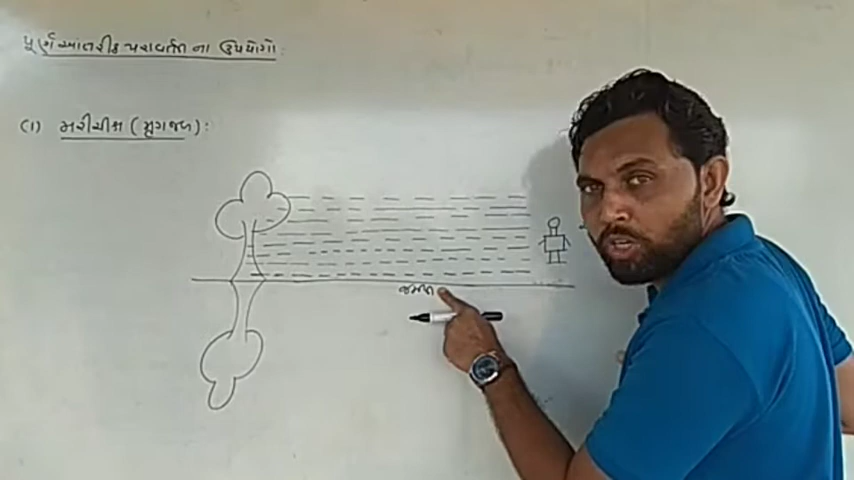 પૂર્ણ આંતરીક પરાવર્તન ના ઉપયોગો:
(1) મરીચીકા (મૃગજળ):
જમીન